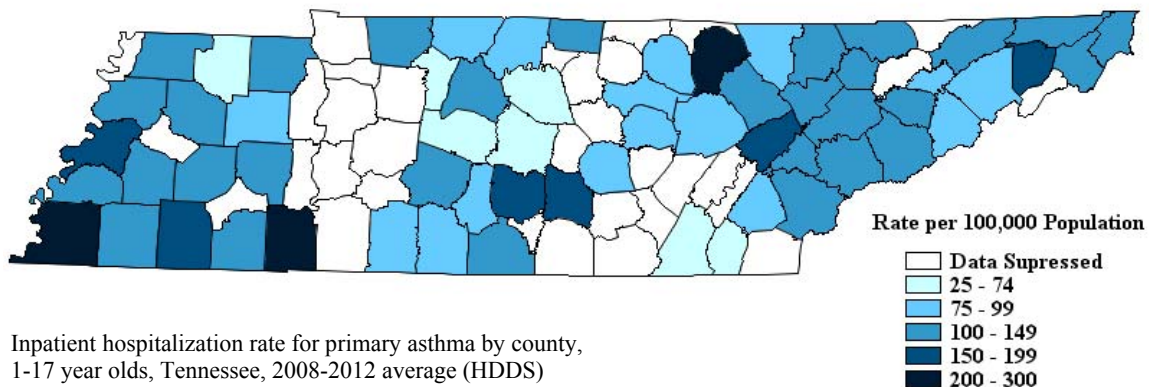 Rate per 100,000 Population
Data Supressed
25 - 74
75 - 99
100 - 149
150 - 199
200 - 300
Inpatient hospitalization rate for primary asthma by county,
1-17 year olds, Tennessee, 2008-2012 average (HDDS)